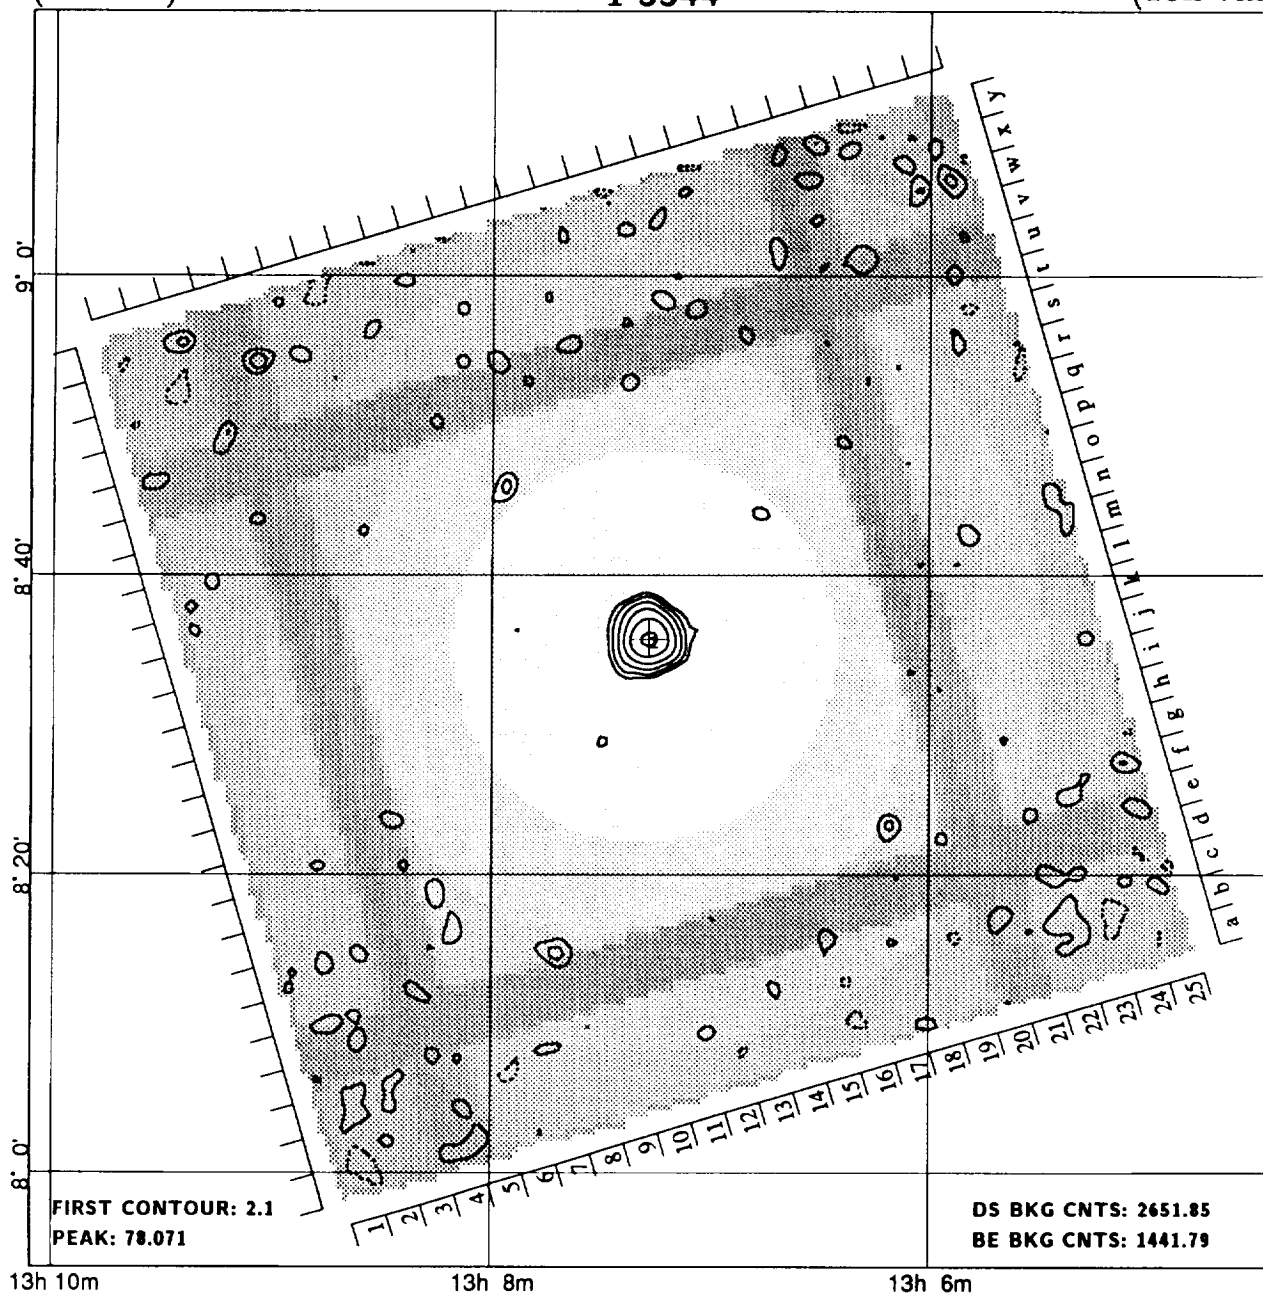 9° 0'
8° 40'
8° 20'
8° 0'
a b c d e f g h i j k l m n o p q r s t u v w x y
1 2 3 4 5 6 7 8 9 10 11 12 13 14 15 16 17 18 19 20 21 22 23 24 25
FIRST CONTOUR: 2.1
PEAK: 78.071
DS BKG CNTS: 2651.85
BE BKG CNTS: 1441.79
13h 10m
13h 8m
13h 6m